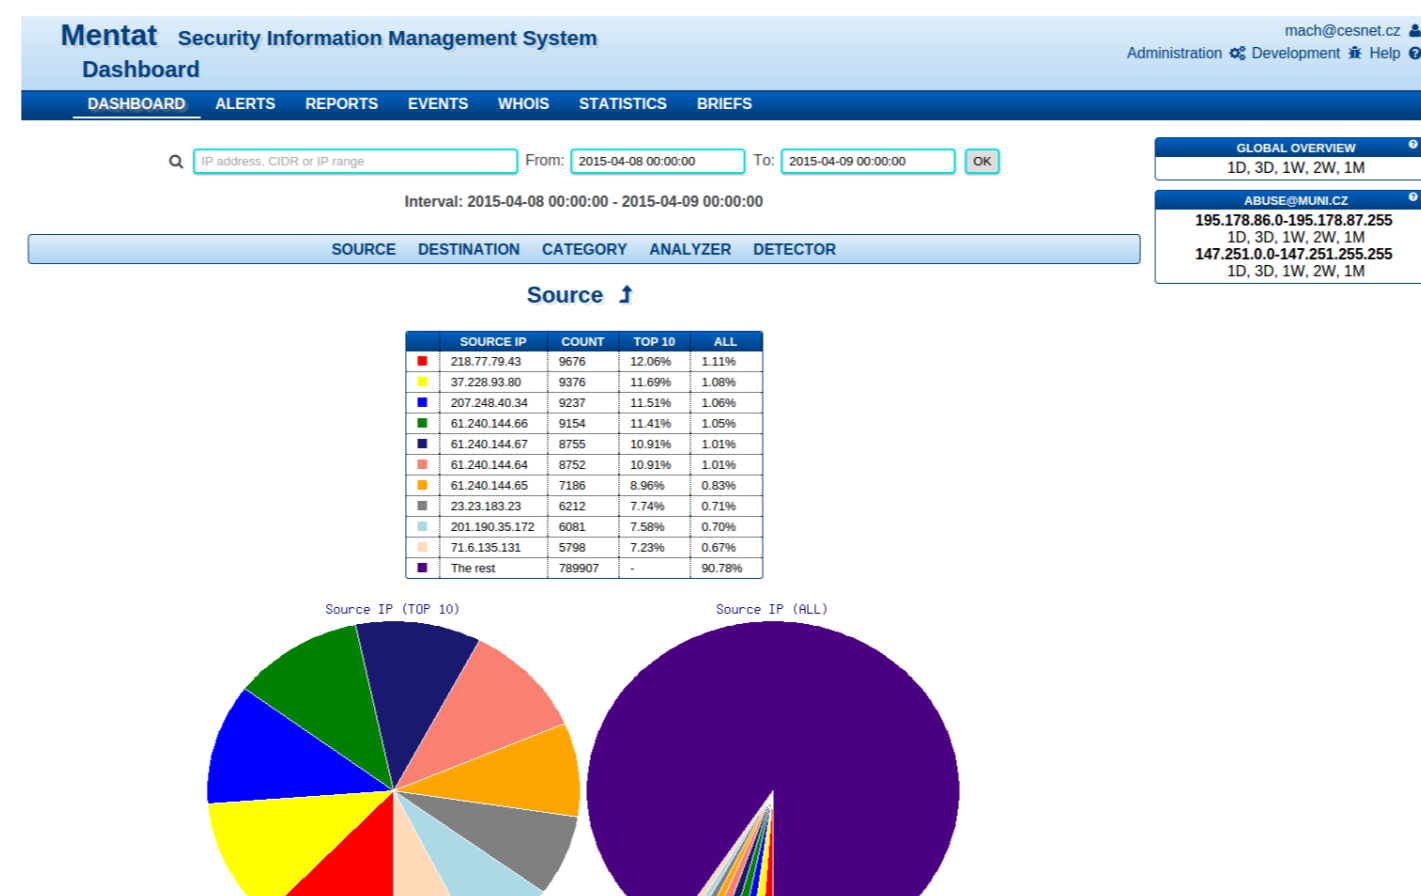 Mentat Security Information Management System
Dashboard
mach@cesnet.cz
Administration Development Help
DASHBOARD ALERTS REPORTS EVENTS WHOIS STATISTICS BRIEFS
IP address, CIDR or IP range From: 2015-04-08 00:00:00 To: 2015-04-09 00:00:00 OK
Interval: 2015-04-08 00:00:00 - 2015-04-09 00:00:00
GLOBAL OVERVIEW
1D, 3D, 1W, 2W, 1M
ABUSE@MUNI.CZ
195.178.86.0-195.178.87.255
1D, 3D, 1W, 2W, 1M
147.251.0.0-147.251.255.255
1D, 3D, 1W, 2W, 1M
SOURCE DESTINATION CATEGORY ANALYZER DETECTOR
Source
SOURCE IP COUNT TOP 10 ALL
218.77.79.43 9676 12.06% 1.11%
37.228.93.80 9376 11.69% 1.08%
207.248.40.34 9237 11.51% 1.06%
61.240.144.66 9154 11.41% 1.05%
61.240.144.67 8755 10.91% 1.01%
61.240.144.64 8752 10.91% 1.01%
61.240.144.65 7186 8.96% 0.83%
23.23.183.23 6212 7.74% 0.71%
201.190.35.172 6081 7.58% 0.70%
71.6.135.131 5798 7.23% 0.67%
The rest 789907 - 90.78%
Source IP (TOP 10) Source IP (ALL)